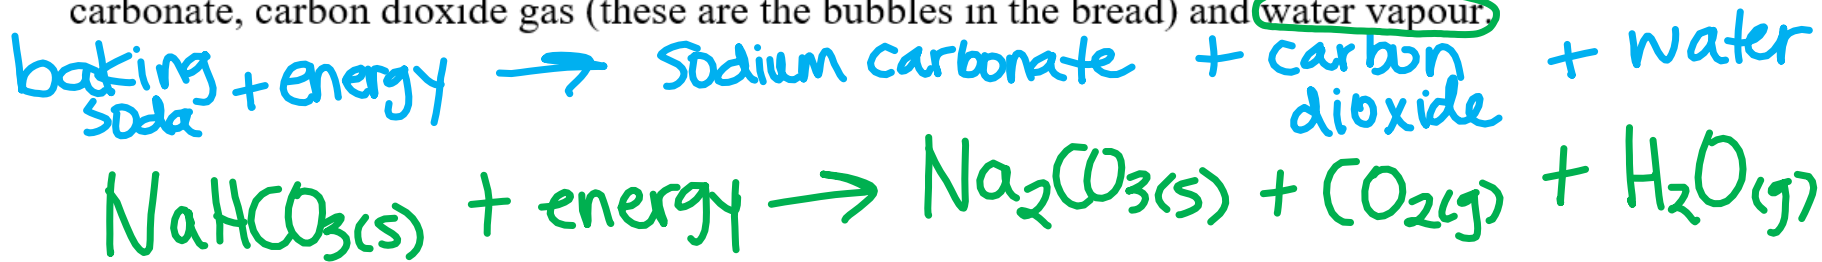 carbonate, carbon dioxide gas (these are the bubbles in the bread) and water vapour.
baking soda + energy → sodium carbonate + carbon dioxide + water
NaHCO₃(s) + energy → Na₂CO₃(s) + CO₂(g) + H₂O(g)